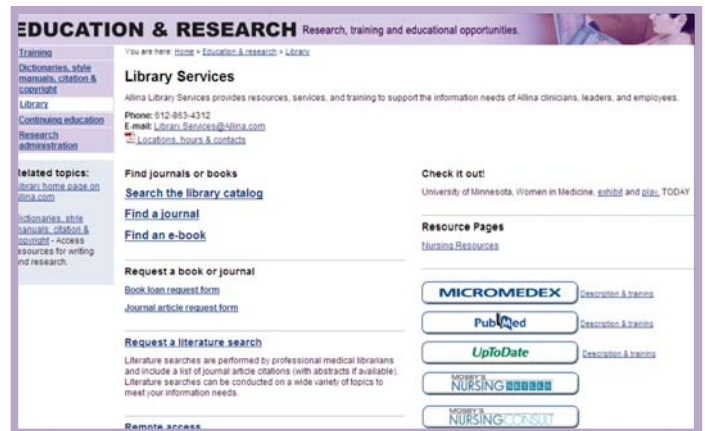 EDUCATION & RESEARCH Research, training and educational opportunities.
Training
Dictionaries, style
manuals, citation &
copyright
Library
Continuing education
Research
administration
Related topics:
Library home page on
Allina.com
Dictionaries, style
manuals, citation &
copyright - Access
resources for writing
and research.
You are here: Home > Education & research > Library
Library Services
Allina Library Services provides resources, services, and training to support the information needs of Allina clinicians, leaders, and employees.
Phone: 612-863-4312
E-mail: Library.Services@Allina.com
Locations, hours & contacts
Find journals or books
Search the library catalog
Find a journal
Find an e-book
Request a book or journal
Book loan request form
Journal article request form
Request a literature search
Literature searches are performed by professional medical librarians
and include a list of journal article citations (with abstracts if available).
Literature searches can be conducted on a wide variety of topics to
meet your information needs.
Remote access
Check it out!
University of Minnesota, Women in Medicine, exhibit and play, TODAY
Resource Pages
Nursing Resources
MICROMEDEX Description & training
PubMed Description & training
UpToDate Description & training
MOSBY'S
NURSING SKILLS
MOSBY'S
NURSING CONSULT